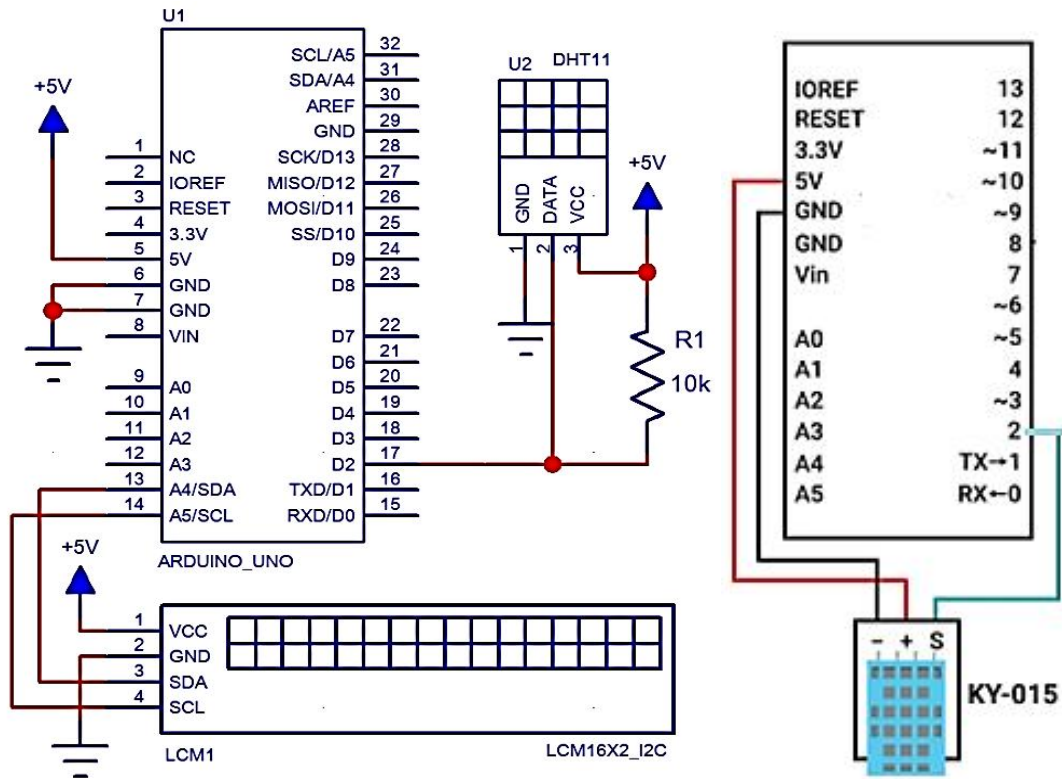 U1
+5V
1 NC
2 IOREF
3 RESET
4 3.3V
5 5V
6 GND
7 GND
8 VIN
9 A0
10 A1
11 A2
12 A3
13 A4/SDA
14 A5/SCL
SCL/A5 32
SDA/A4 31
AREF 30
GND 29
SCK/D13 28
MISO/D12 27
MOSI/D11 26
SS/D10 25
D9 24
D8 23
D7 22
D6 21
D5 20
D4 19
D3 18
D2 17
TXD/D1 16
RXD/D0 15
ARDUINO_UNO
U2 DHT11
GND
DATA
VCC
1
2
3
+5V
R1
10k
+5V
1 VCC
2 GND
3 SDA
4 SCL
LCM1
LCM16X2_I2C
IOREF 13
RESET 12
3.3V ~11
5V ~10
GND ~9
GND 8
Vin 7
~6
A0 ~5
A1 4
A2 ~3
A3 2
A4 TX→1
A5 RX←0
- + S
KY-015